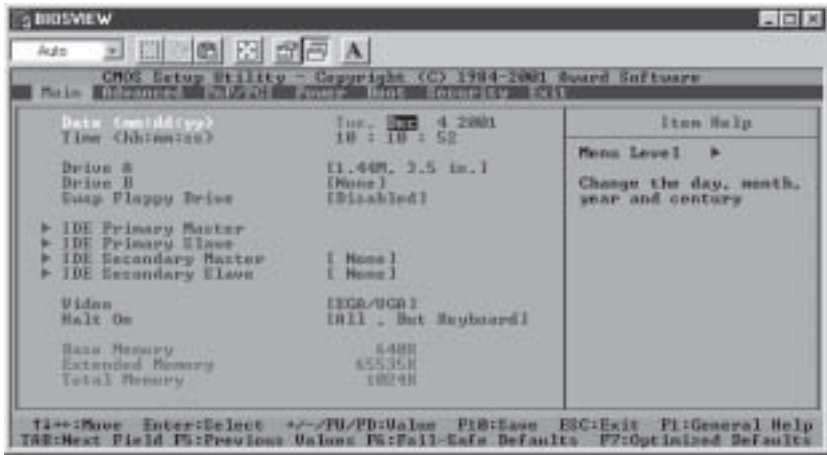 BIOSVIEW
Auto
A
CMOS Setup Utility - Copyright (C) 1984-2001 Award Software
Main Advanced PnP/PCI Power Boot Security Exit
Date (mm:dd:yy) Tue, Dec 4 2001
Time (hh:mm:ss) 10 : 10 : 52
Item Help
Menu Level ▶
Drive A [1.44M, 3.5 in.]
Drive B [None]
Swap Floppy Drive [Disabled]
Change the day, month,
year and century
▶ IDE Primary Master
▶ IDE Primary Slave
▶ IDE Secondary Master [ None]
▶ IDE Secondary Slave [ None]
Video [EGA/VGA]
Halt On [All , But Keyboard]
Base Memory 640K
Extended Memory 65535K
Total Memory 1024K
↑↓→←:Move Enter:Select +/-/PU/PD:Value F10:Save ESC:Exit F1:General Help
TAB:Next Field F5:Previous Values F6:Fail-Safe Defaults F7:Optimized Defaults